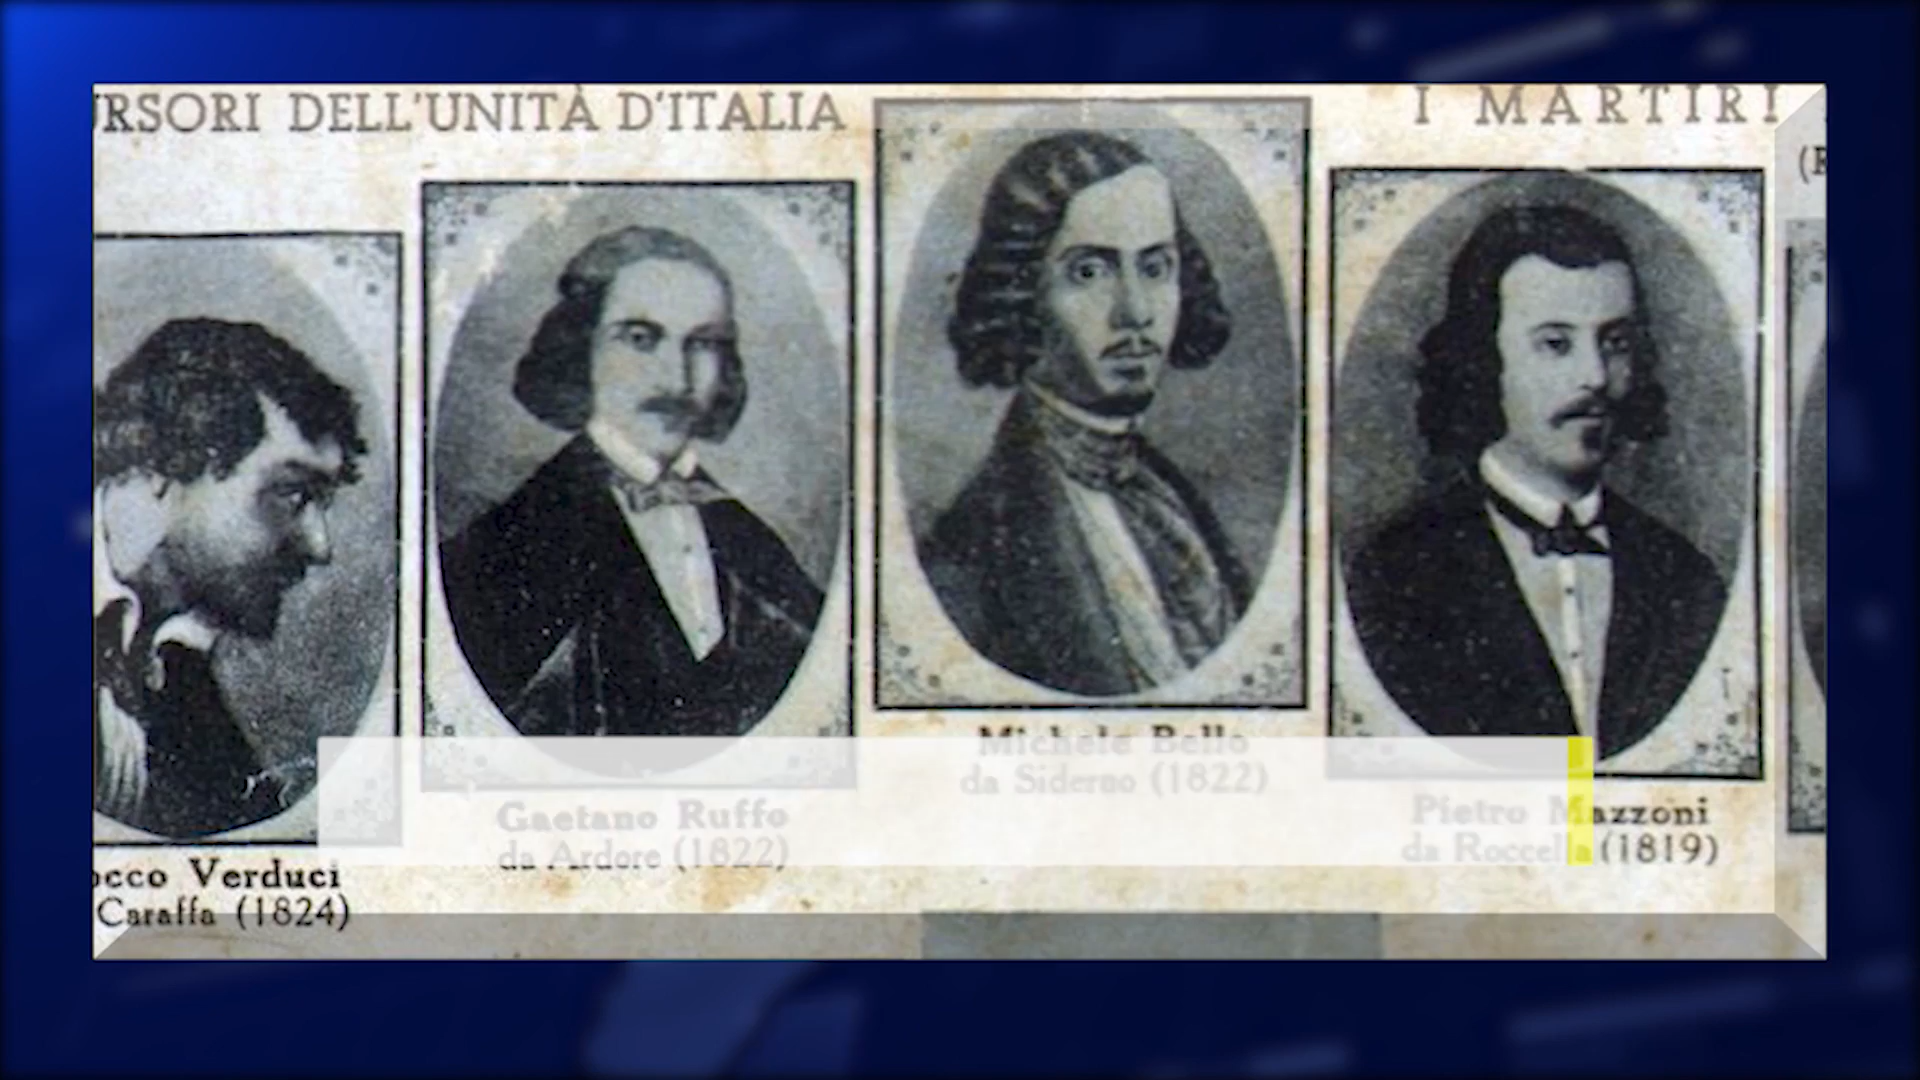 URSORI DELL'UNITÀ D'ITALIA
I MARTIRI
Michele Bello
da Siderno (1822)
Gaetano Ruffo
da Ardore (1822)
Pietro Mazzoni
da Roccella (1819)
occo Verduci
Caraffa (1824)